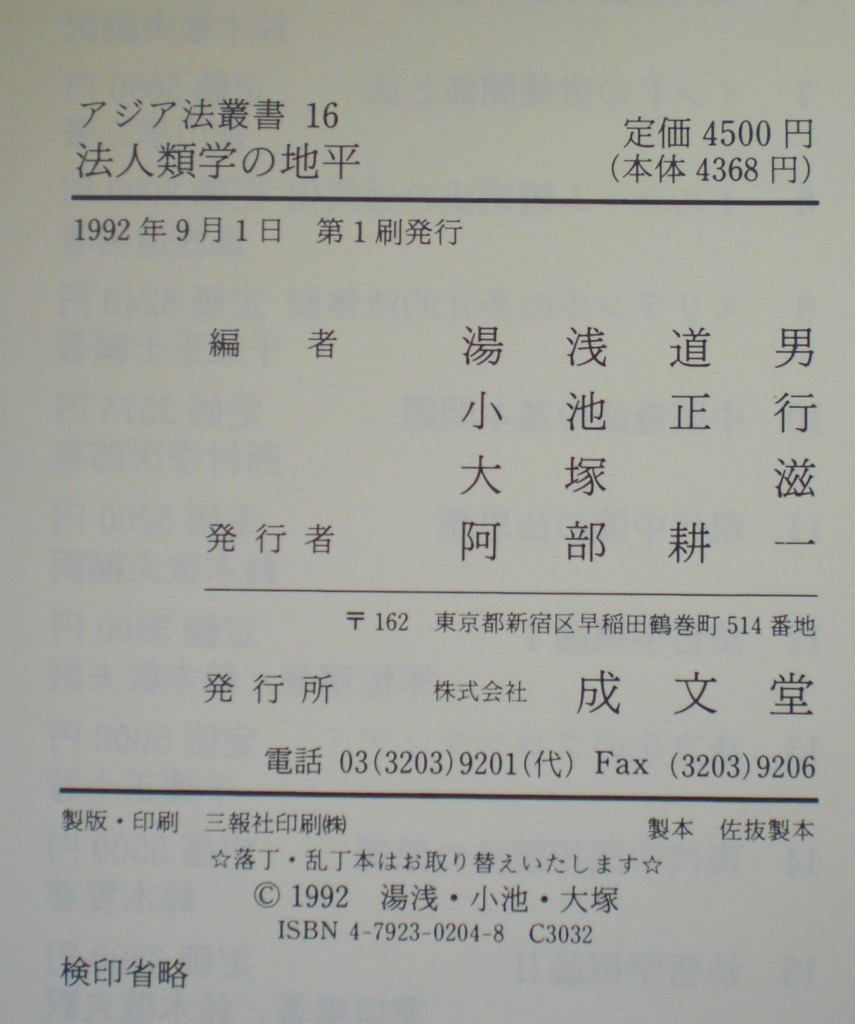 アジア法叢書 16
法人類学の地平
定価 4500 円
(本体 4368 円)
1992 年 9 月 1 日　第 1 刷発行
編者　湯浅道男
小池正行
大塚滋
発行者　阿部耕一
〒162　東京都新宿区早稲田鶴巻町 514 番地
発行所　株式会社　成文堂
電話 03(3203)9201(代) Fax (3203)9206
製版・印刷　三報社印刷㈱　製本　佐抜製本
☆落丁・乱丁本はお取り替えいたします☆
© 1992　湯浅・小池・大塚
ISBN 4-7923-0204-8　C3032
検印省略